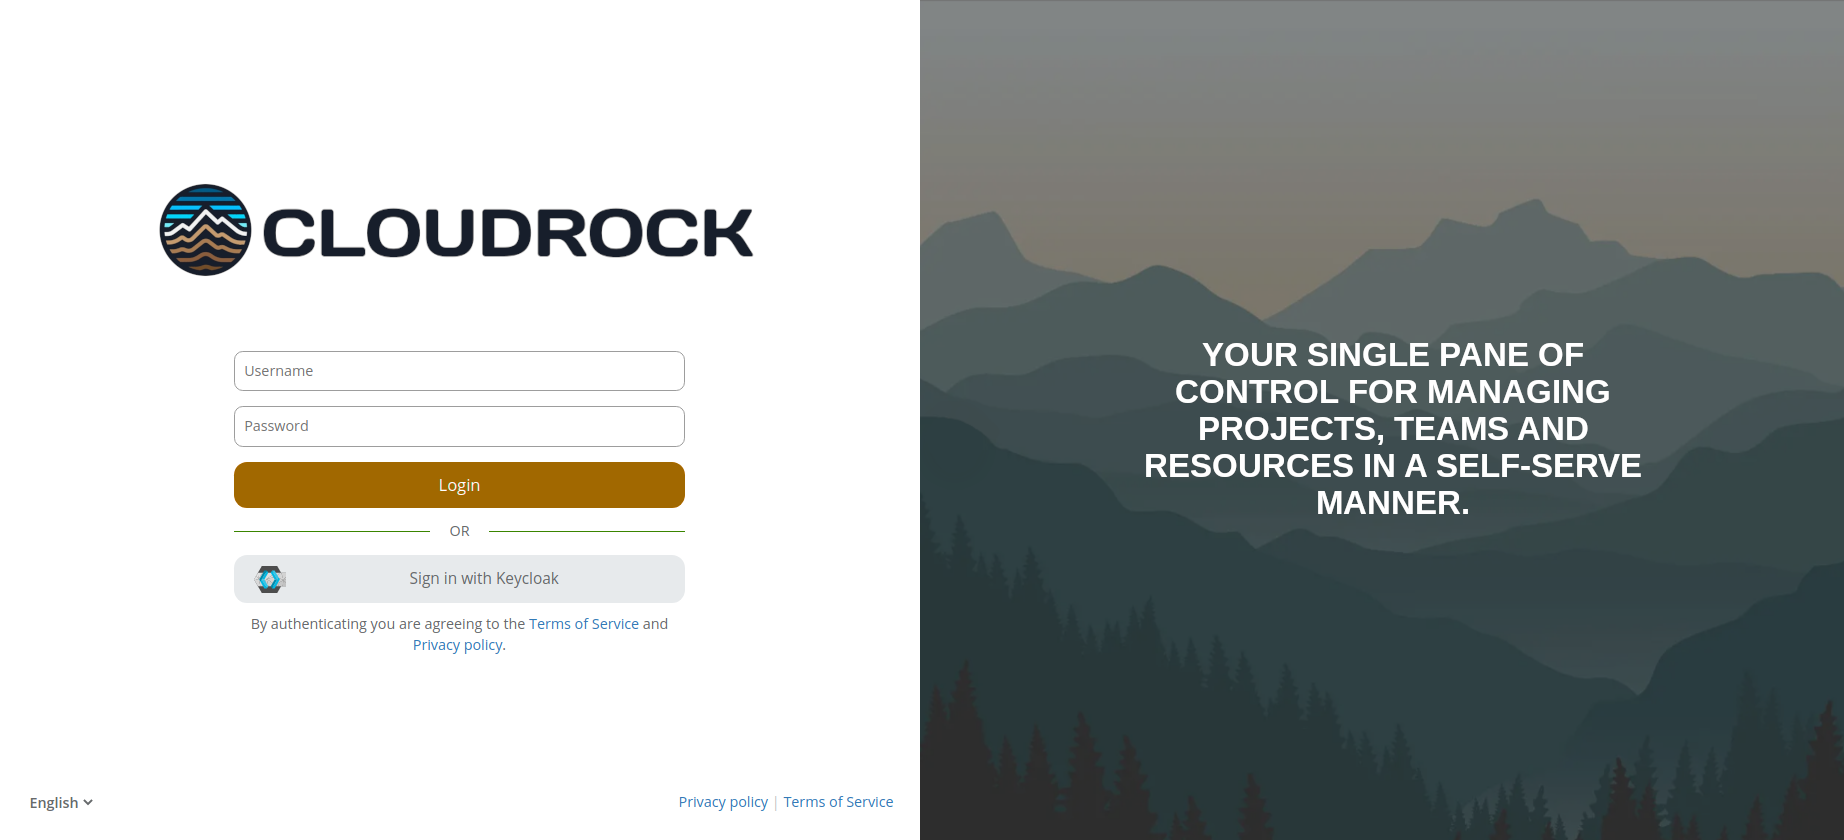 CLOUDROCK
Username
Password
Login
OR
Sign in with Keycloak
By authenticating you are agreeing to the Terms of Service and
Privacy policy.
English
Privacy policy | Terms of Service
YOUR SINGLE PANE OF
CONTROL FOR MANAGING
PROJECTS, TEAMS AND
RESOURCES IN A SELF-SERVE
MANNER.